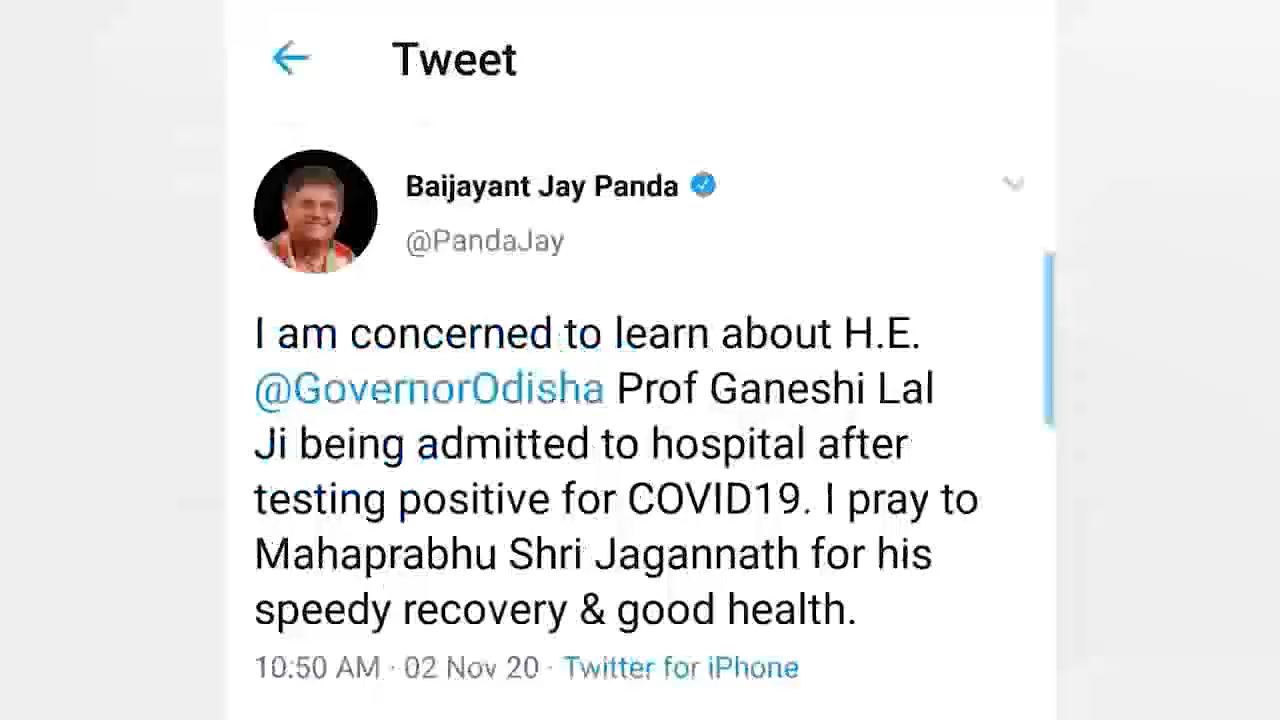 Tweet
Baijayant Jay Panda
@PandaJay
I am concerned to learn about H.E.
@GovernorOdisha Prof Ganeshi Lal
Ji being admitted to hospital after
testing positive for COVID19. I pray to
Mahaprabhu Shri Jagannath for his
speedy recovery & good health.
10:50 AM · 02 Nov 20 · Twitter for iPhone